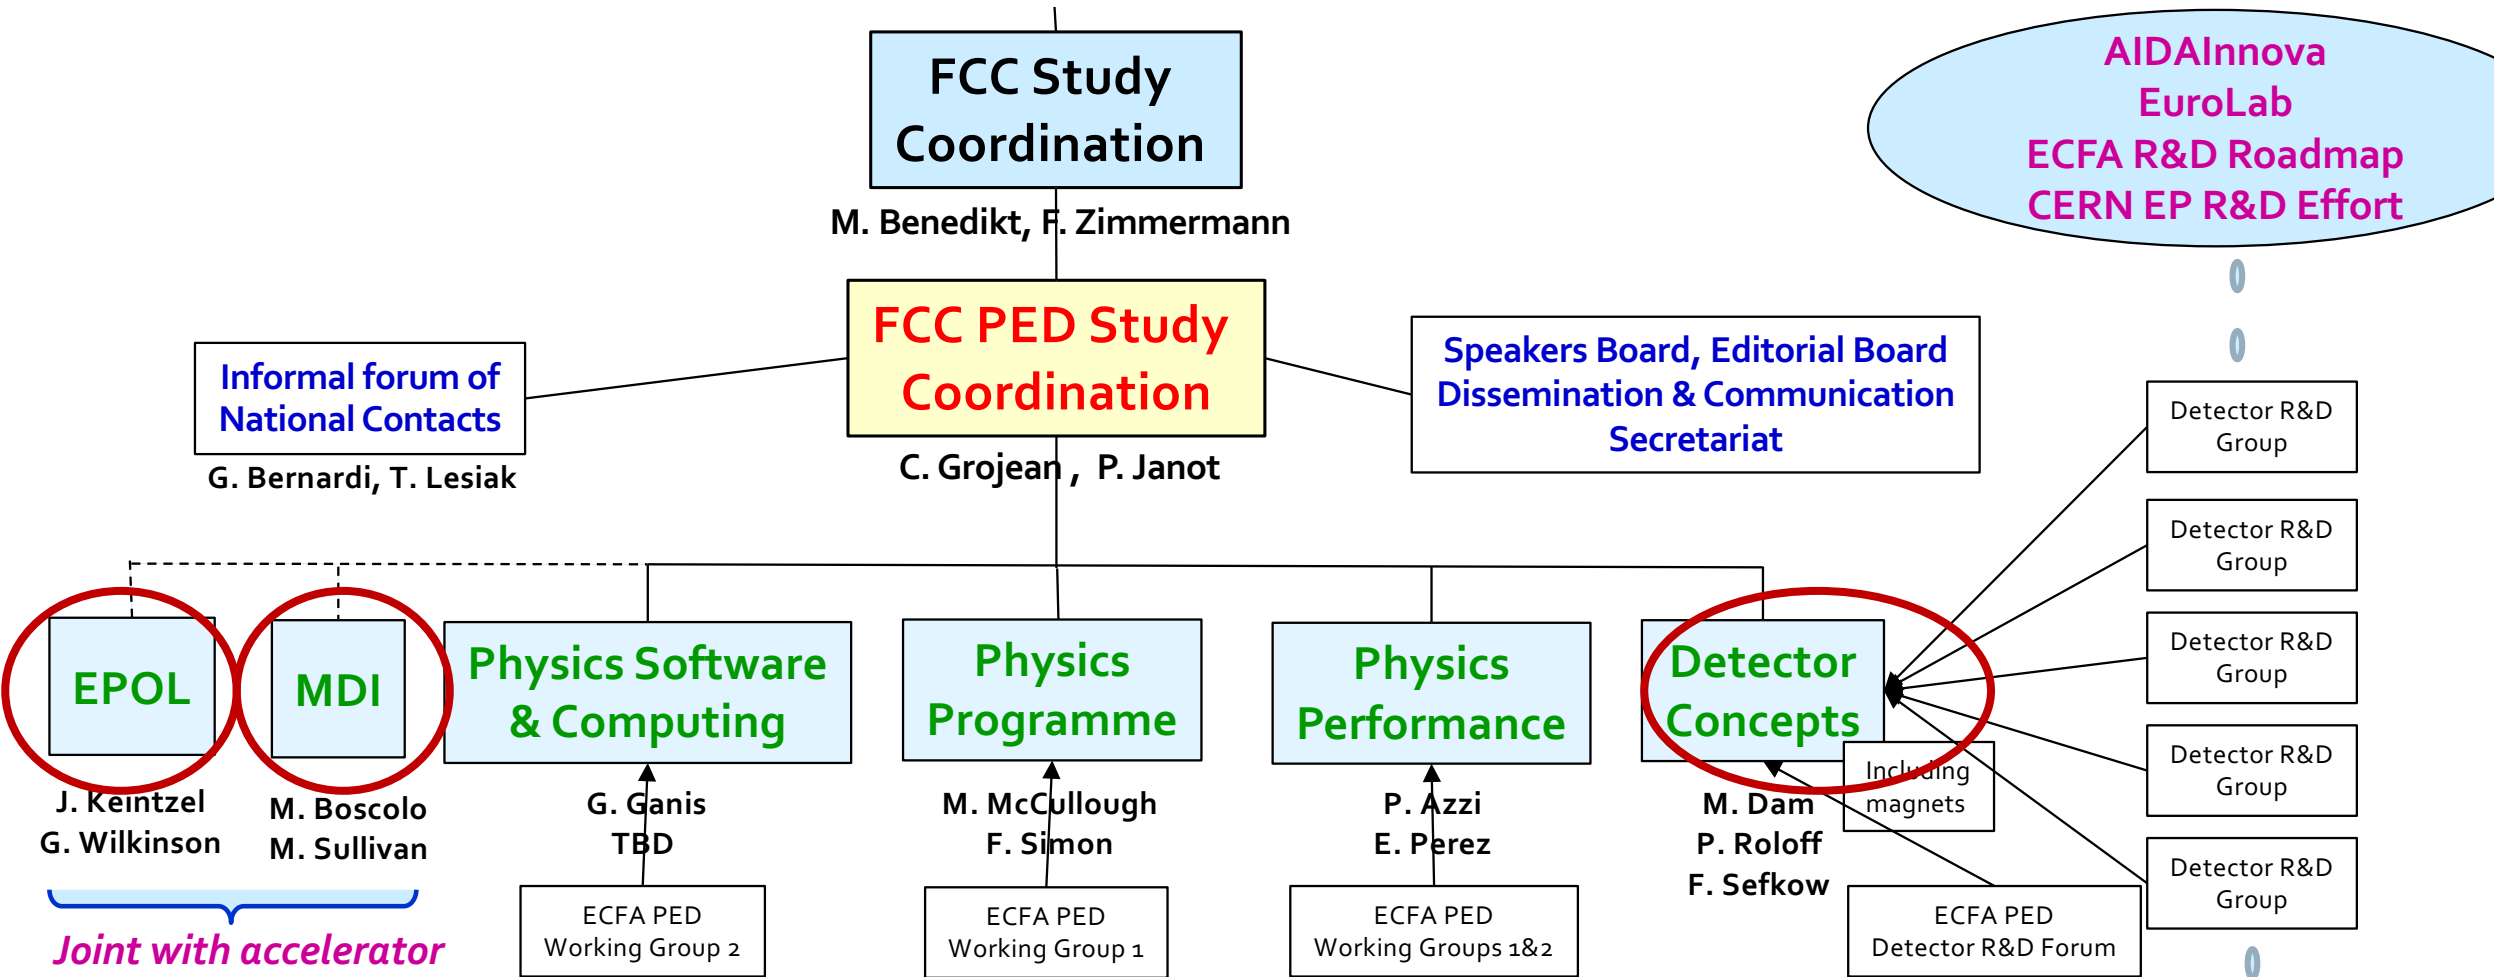 FCC Study
Coordination
M. Benedikt, F. Zimmermann
AIDAInnova
EuroLab
ECFA R&D Roadmap
CERN EP R&D Effort
FCC PED Study
Coordination
C. Grojean , P. Janot
Informal forum of
National Contacts
G. Bernardi, T. Lesiak
Speakers Board, Editorial Board
Dissemination & Communication
Secretariat
Detector R&D
Group
Detector R&D
Group
Detector R&D
Group
Detector R&D
Group
Detector R&D
Group
EPOL
J. Keintzel
G. Wilkinson
MDI
M. Boscolo
M. Sullivan
Joint with accelerator
Physics Software
& Computing
G. Ganis
TBD
ECFA PED
Working Group 2
Physics
Programme
M. McCullough
F. Simon
ECFA PED
Working Group 1
Physics
Performance
P. Azzi
E. Perez
ECFA PED
Working Groups 1&2
Detector
Concepts
Including
magnets
M. Dam
P. Roloff
F. Sefkow
ECFA PED
Detector R&D Forum